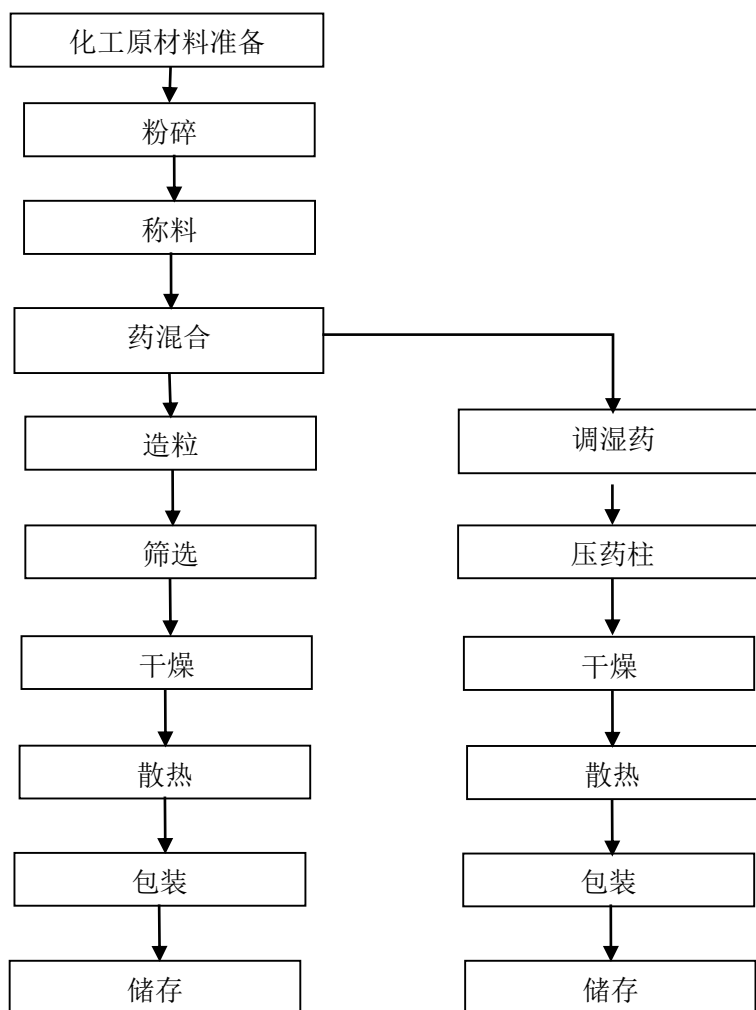 化工原材料准备
粉碎
称料
药混合
造粒
筛选
干燥
散热
包装
储存
调湿药
压药柱
干燥
散热
包装
储存